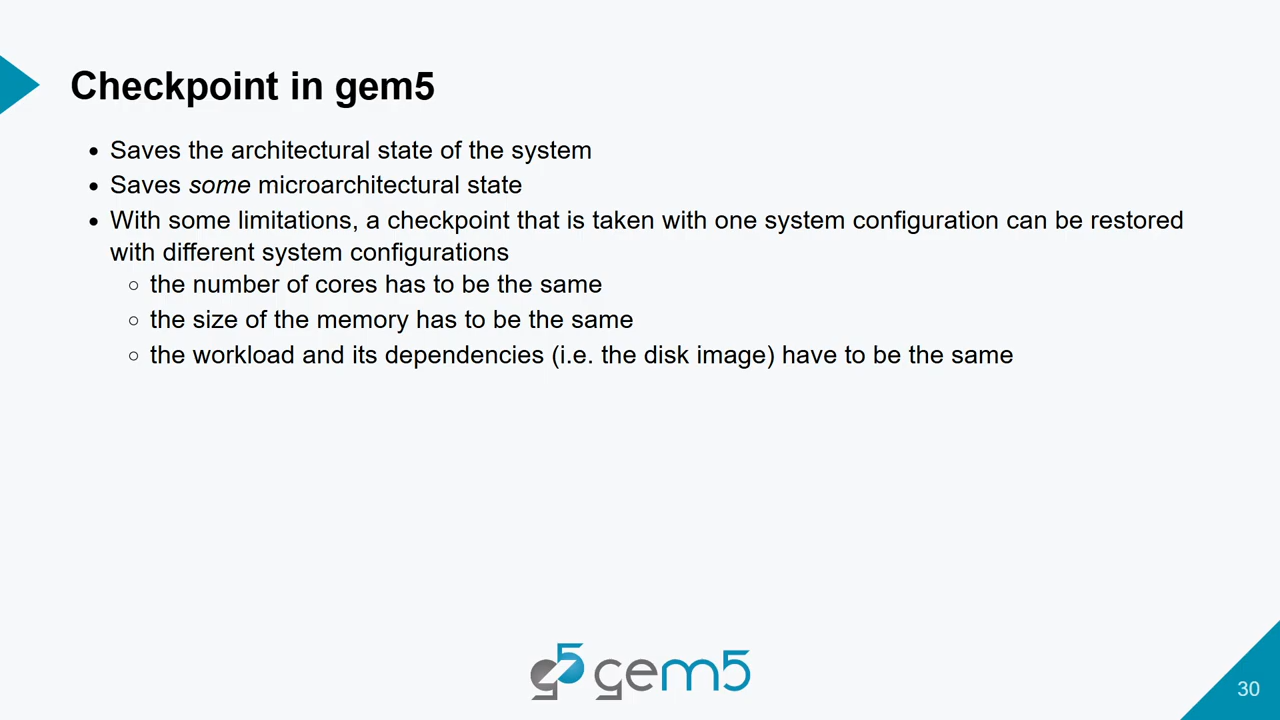 Checkpoint in gem5
• Saves the architectural state of the system
• Saves some microarchitectural state
• With some limitations, a checkpoint that is taken with one system configuration can be restored
with different system configurations
○ the number of cores has to be the same
○ the size of the memory has to be the same
○ the workload and its dependencies (i.e. the disk image) have to be the same
g5 gem5
30